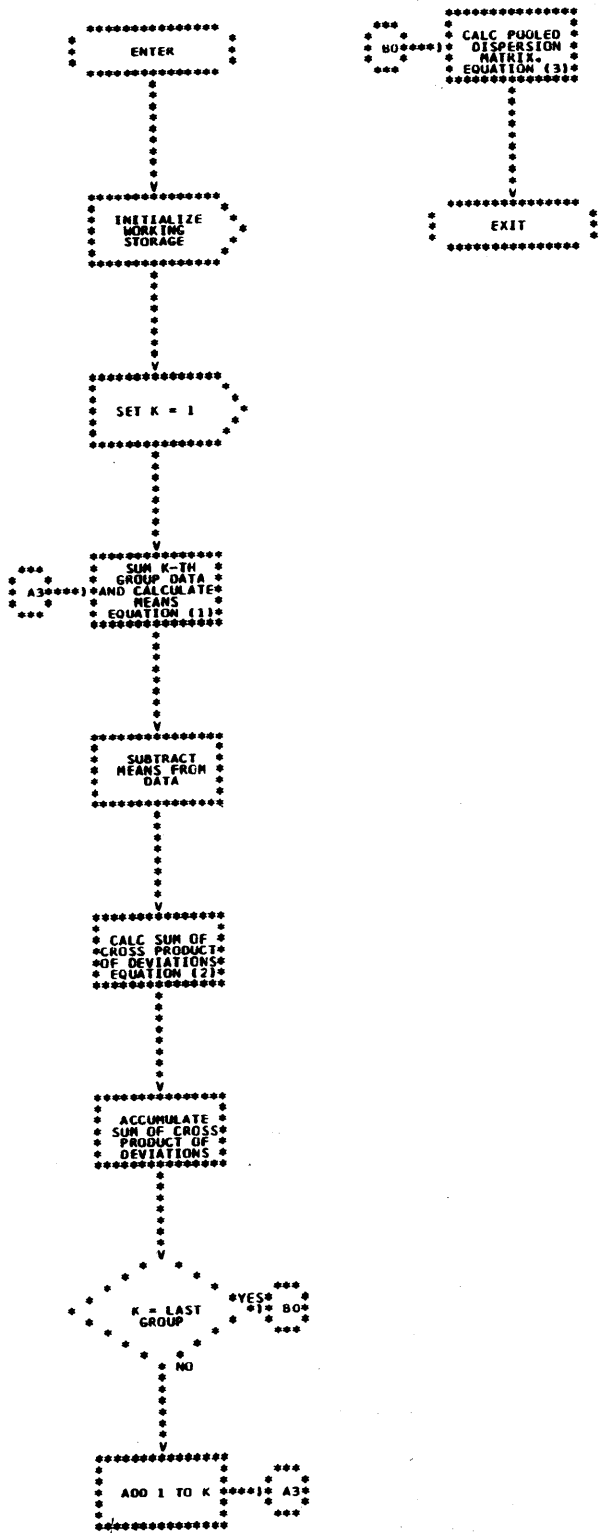 ENTER
INITIALIZE
WORKING
STORAGE
SET K = 1
A3
SUM K-TH
GROUP DATA
AND CALCULATE
MEANS
EQUATION (1)
SUBTRACT
MEANS FROM
DATA
CALC SUM OF
CROSS PRODUCT
OF DEVIATIONS
EQUATION (2)
ACCUMULATE
SUM OF CROSS
PRODUCT OF
DEVIATIONS
K = LAST
GROUP
YES
B0
NO
ADD 1 TO K
A3
B0
CALC POOLED
DISPERSION
MATRIX.
EQUATION (3)
EXIT